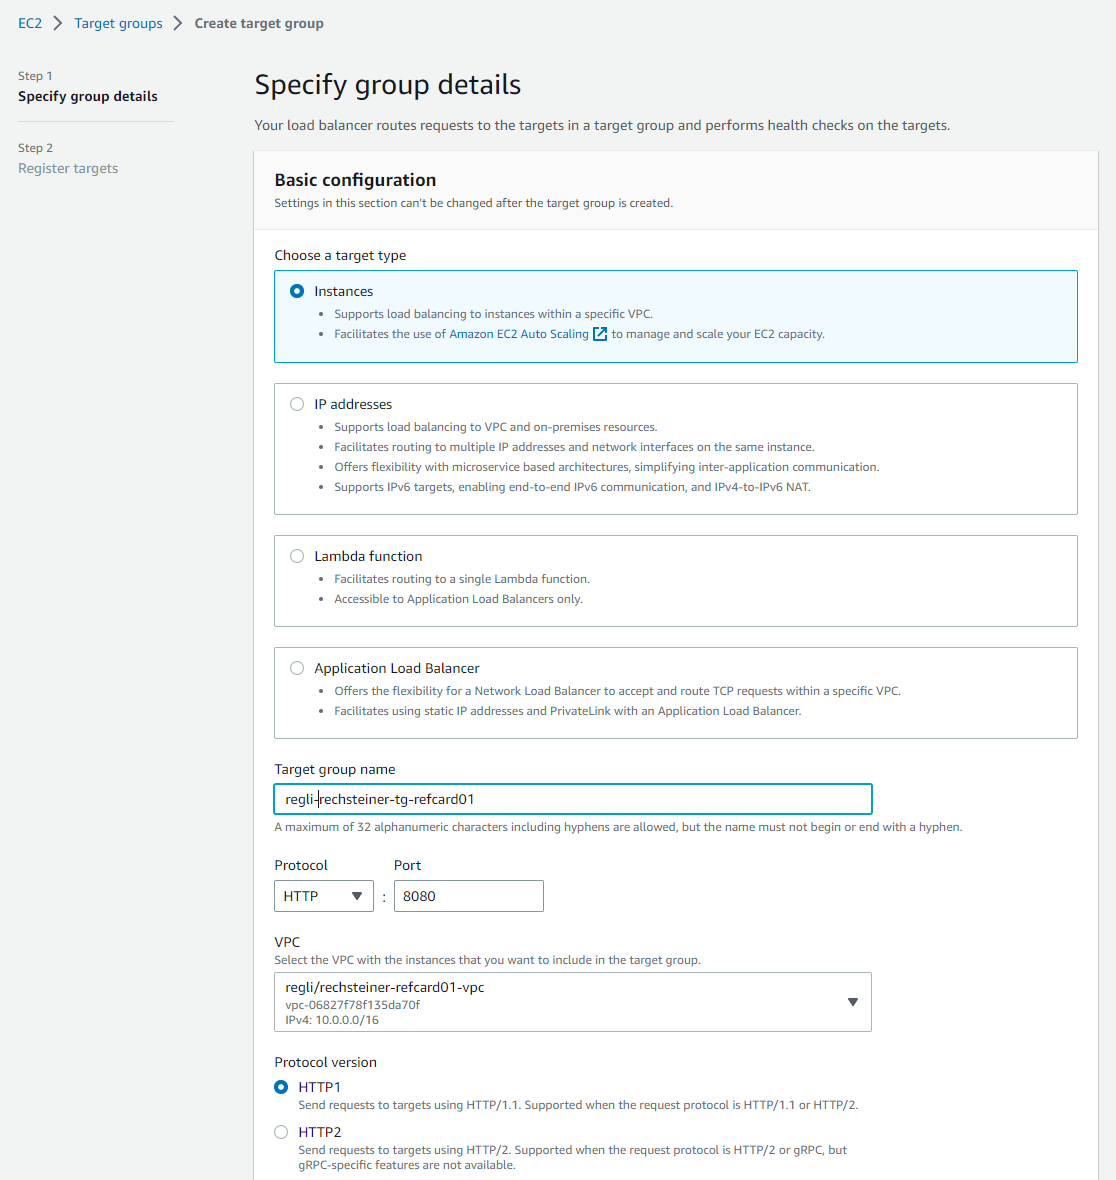 EC2 > Target groups > Create target group
Step 1
Specify group details
Step 2
Register targets
Specify group details
Your load balancer routes requests to the targets in a target group and performs health checks on the targets.
Basic configuration
Settings in this section can't be changed after the target group is created.
Choose a target type
Instances
• Supports load balancing to instances within a specific VPC.
• Facilitates the use of Amazon EC2 Auto Scaling to manage and scale your EC2 capacity.
IP addresses
• Supports load balancing to VPC and on-premises resources.
• Facilitates routing to multiple IP addresses and network interfaces on the same instance.
• Offers flexibility with microservice based architectures, simplifying inter-application communication.
• Supports IPv6 targets, enabling end-to-end IPv6 communication, and IPv4-to-IPv6 NAT.
Lambda function
• Facilitates routing to a single Lambda function.
• Accessible to Application Load Balancers only.
Application Load Balancer
• Offers the flexibility for a Network Load Balancer to accept and route TCP requests within a specific VPC.
• Facilitates using static IP addresses and PrivateLink with an Application Load Balancer.
Target group name
regli-rechsteiner-tg-refcard01
A maximum of 32 alphanumeric characters including hyphens are allowed, but the name must not begin or end with a hyphen.
Protocol Port
HTTP : 8080
VPC
Select the VPC with the instances that you want to include in the target group.
regli/rechsteiner-refcard01-vpc
vpc-06827f78f135da70f
IPv4: 10.0.0.0/16
Protocol version
HTTP1
Send requests to targets using HTTP/1.1. Supported when the request protocol is HTTP/1.1 or HTTP/2.
HTTP2
Send requests to targets using HTTP/2. Supported when the request protocol is HTTP/2 or gRPC, but
gRPC-specific features are not available.